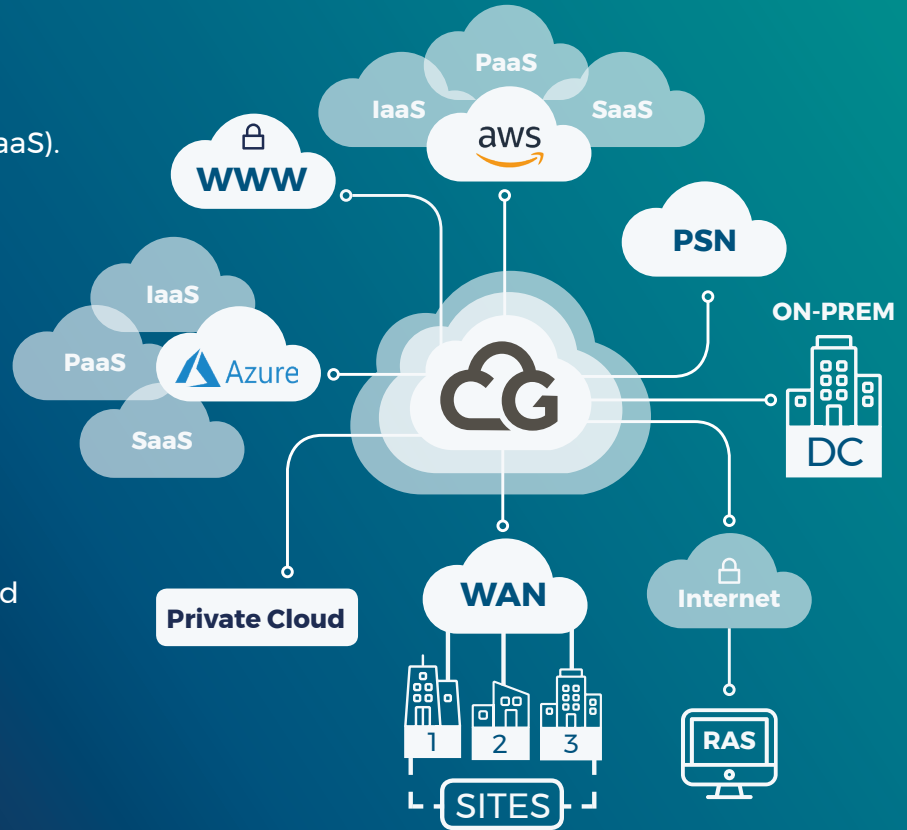 PaaS
IaaS
SaaS
aws
aaS).
WWW
PSN
IaaS
ON-PREM
PaaS
Azure
CG
DC
SaaS
d
WAN
Internet
Private Cloud
1
2
3
RAS
SITES